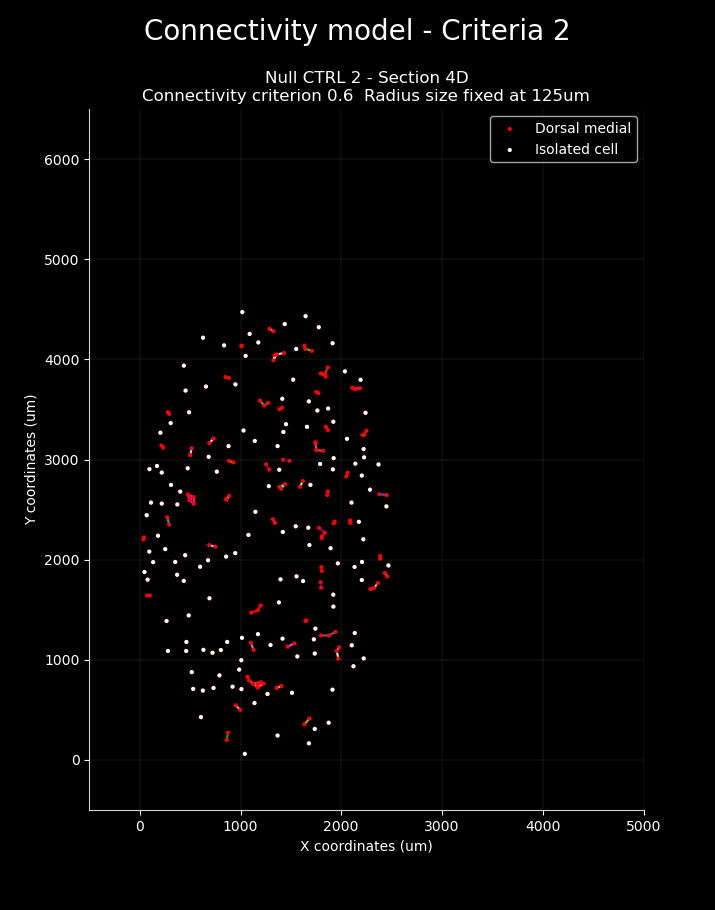 Connectivity model - Criteria 2
Null CTRL 2 - Section 4D
Connectivity criterion 0.6  Radius size fixed at 125um
Dorsal medial
Isolated cell
6000
5000
4000
3000
2000
1000
0
Y coordinates (um)
0 1000 2000 3000 4000 5000
X coordinates (um)